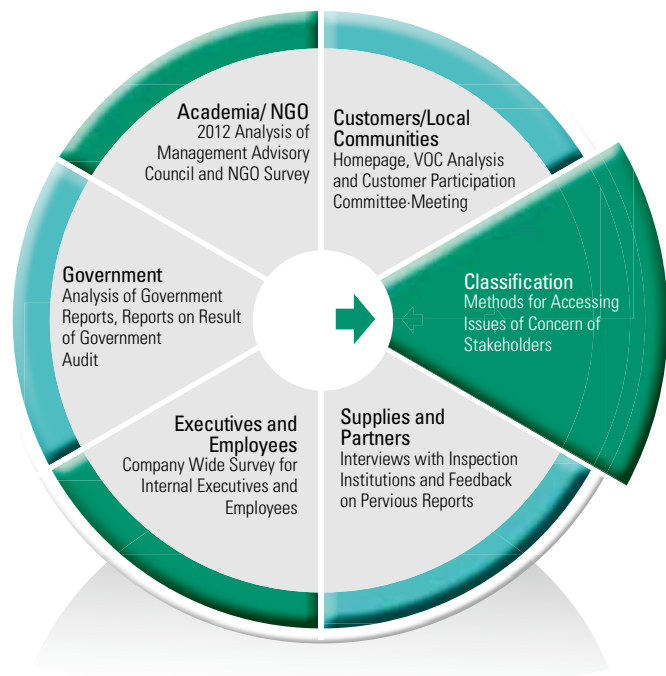 Academia/ NGO
2012 Analysis of
Management Advisory
Council and NGO Survey
Customers/Local
Communities
Homepage, VOC Analysis
and Customer Participation
Committee·Meeting
Classification
Methods for Accessing
Issues of Concern of
Stakeholders
Government
Analysis of Government
Reports, Reports on Result
of Government
Audit
Executives and
Employees
Company Wide Survey for
Internal Executives and
Employees
Supplies and
Partners
Interviews with Inspection
Institutions and Feedback
on Pervious Reports